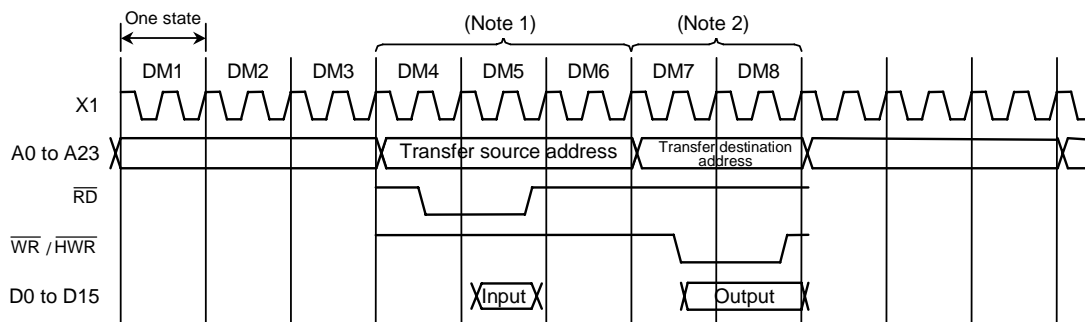 One state
(Note 1)
(Note 2)
DM1 DM2 DM3 DM4 DM5 DM6 DM7 DM8
X1
A0 to A23
Transfer source address
Transfer destination
address
RD
WR / HWR
D0 to D15
Input
Output